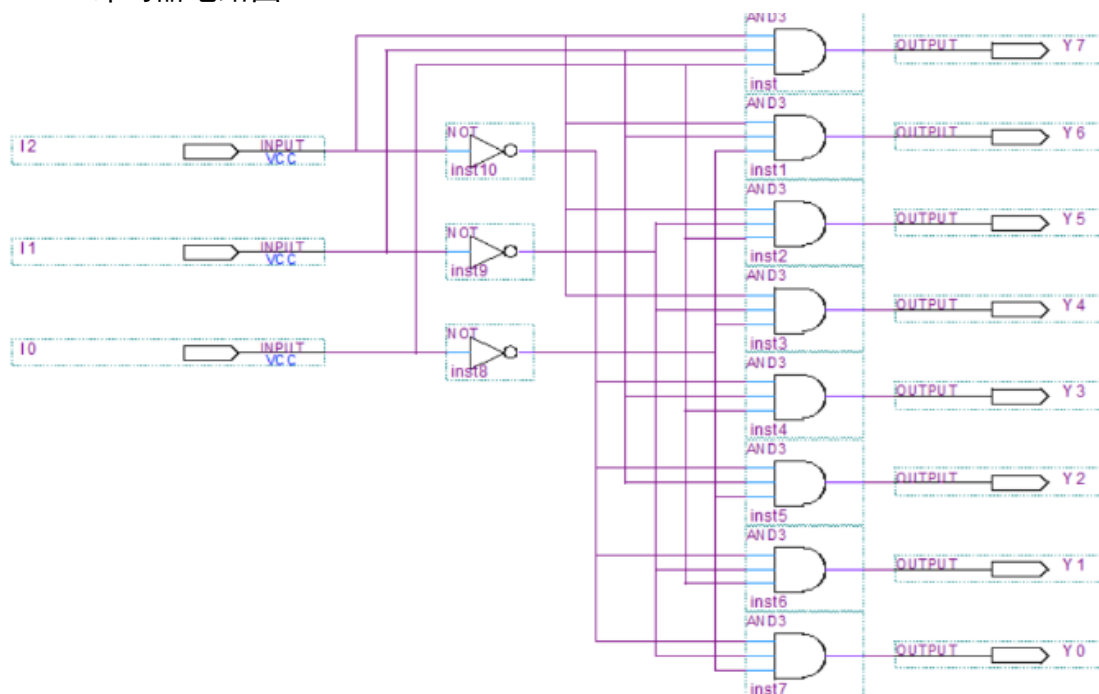 AND3
OUTPUT Y7
inst
AND3
I2 INPUT VCC
NOT
inst10
OUTPUT Y6
inst1
AND3
I1 INPUT VCC
NOT
inst9
OUTPUT Y5
inst2
AND3
OUTPUT Y4
inst3
I0 INPUT VCC
NOT
inst8
AND3
OUTPUT Y3
inst4
AND3
OUTPUT Y2
inst5
AND3
OUTPUT Y1
inst6
AND3
OUTPUT Y0
inst7